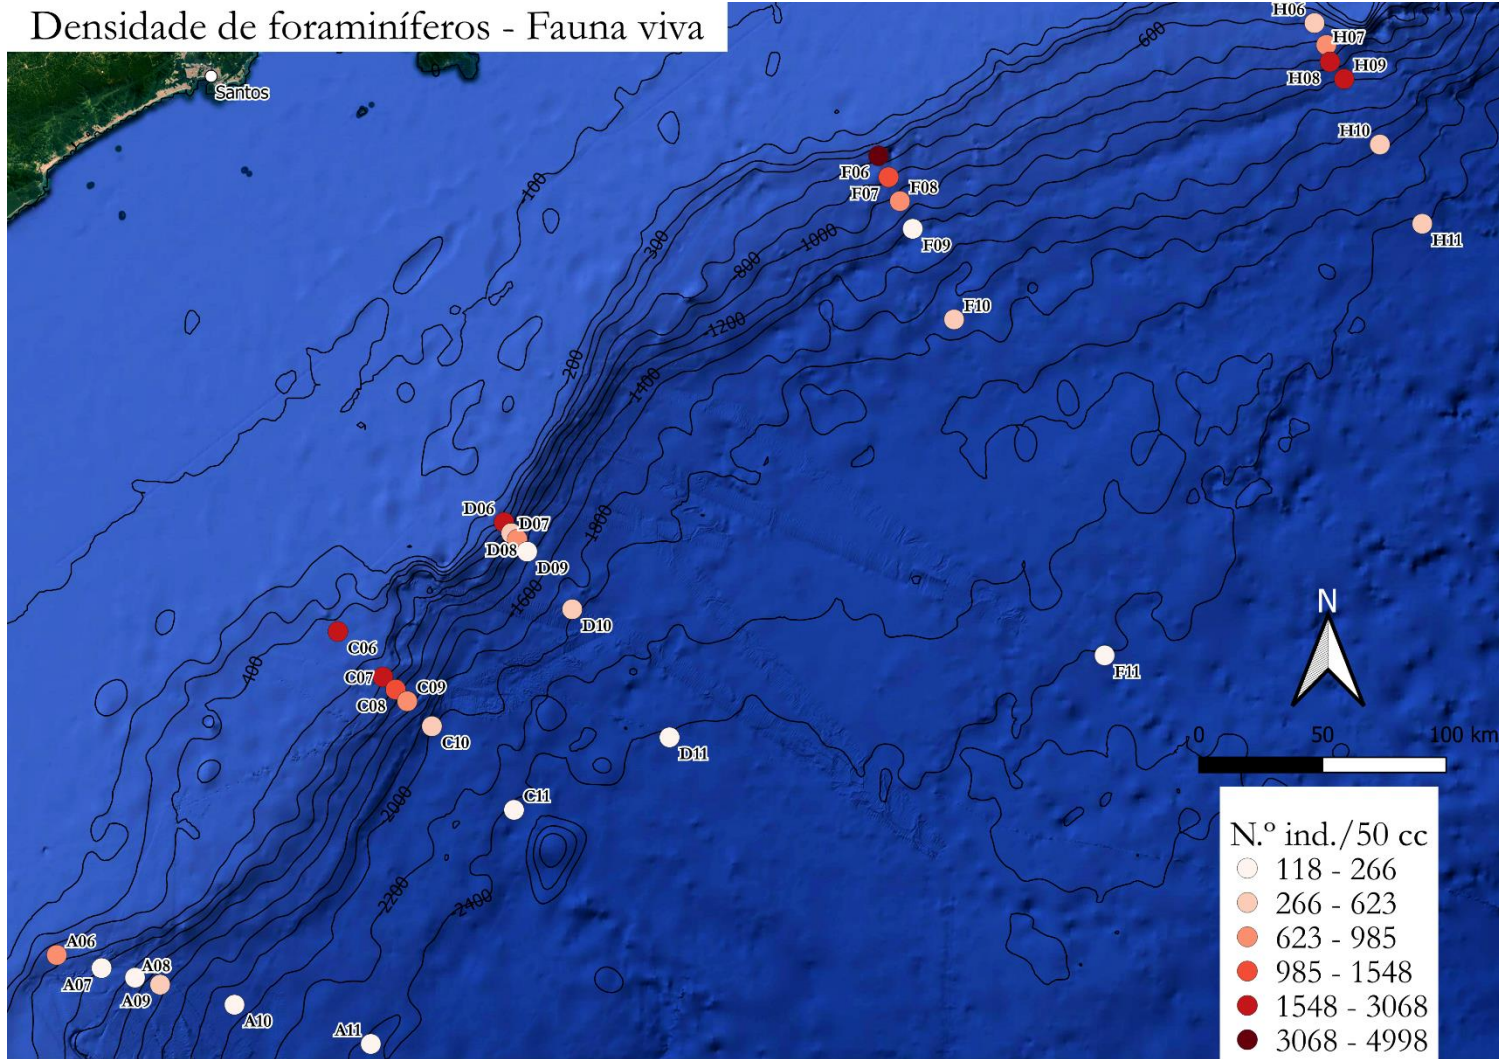 Densidade de foraminíferos - Fauna viva
H06
600
H07
0
Santos
H08
H09
H10
-100
F06
F07
F08
300
1000
F09
H11
800
F10
-1200
200
-1400
D06
D07
1800
D08
D09
-1600
D10
N
C06
400
F11
C07
C09
C08
C10
D11
0
50
100 km
2000
C11
N.º ind./50 cc
118 - 266
2200
-2400
266 - 623
623 - 985
A06
A08
985 - 1548
A07
A09
1548 - 3068
A10
A11
3068 - 4998